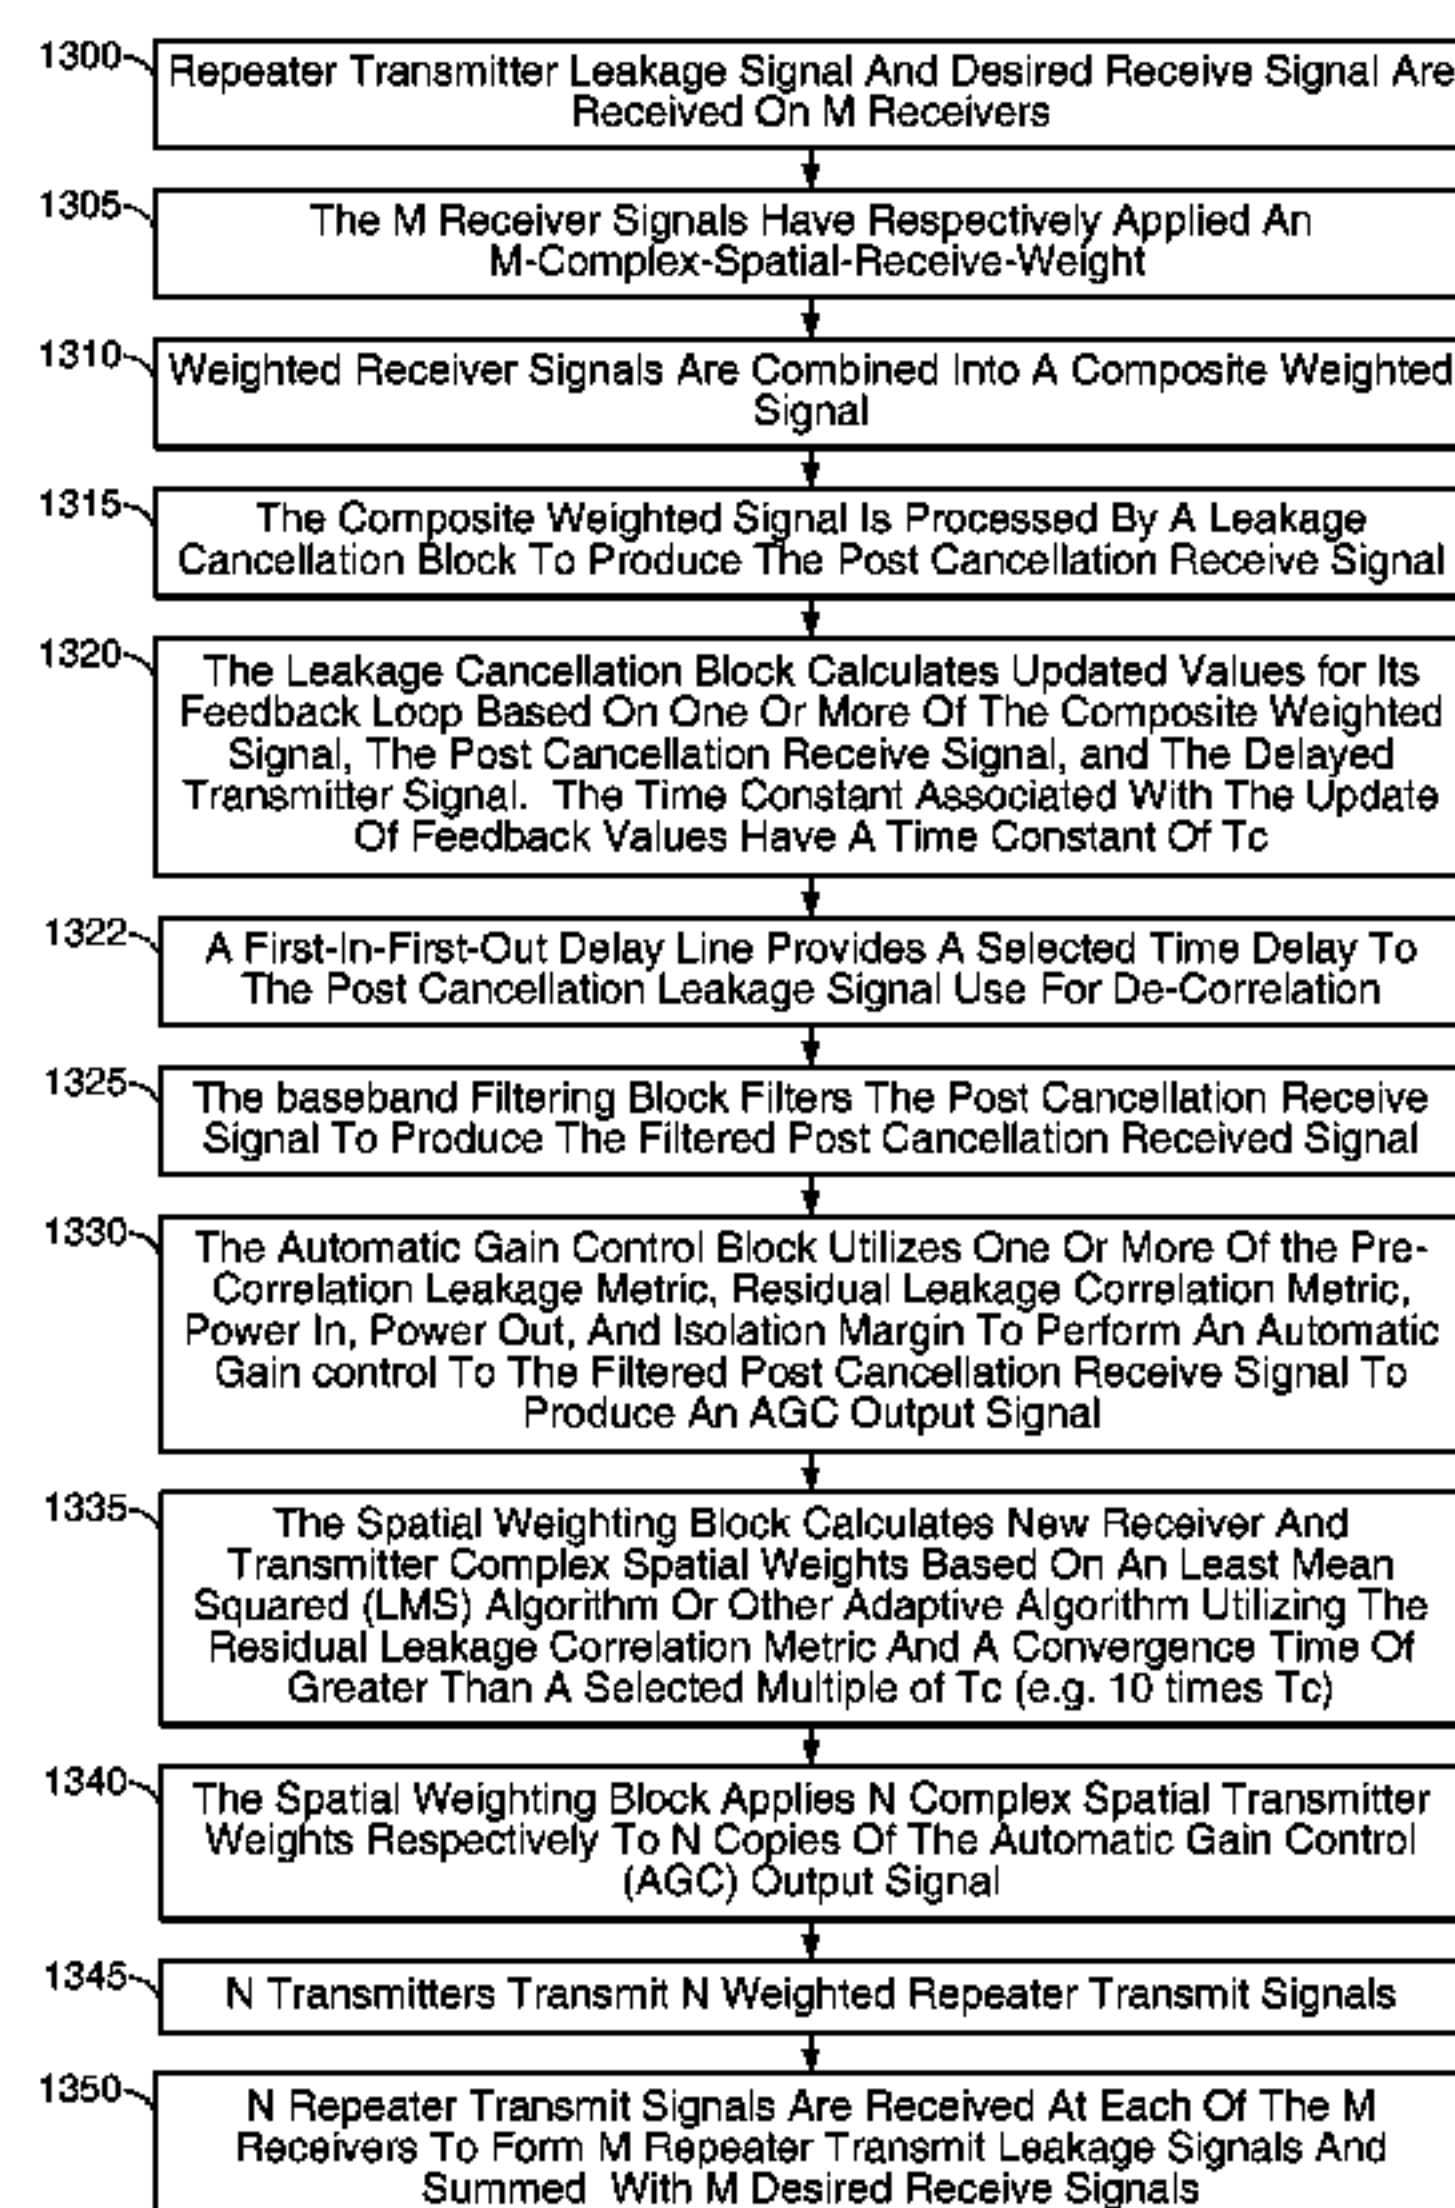 1300
Repeater Transmitter Leakage Signal And Desired Receive Signal Are
Received On M Receivers
1305
The M Receiver Signals Have Respectively Applied An
M-Complex-Spatial-Receive-Weight
1310
Weighted Receiver Signals Are Combined Into A Composite Weighted
Signal
1315
The Composite Weighted Signal Is Processed By A Leakage
Cancellation Block To Produce The Post Cancellation Receive Signal
1320
The Leakage Cancellation Block Calculates Updated Values for Its
Feedback Loop Based On One Or More Of The Composite Weighted
Signal, The Post Cancellation Receive Signal, and The Delayed
Transmitter Signal. The Time Constant Associated With The Update
Of Feedback Values Have A Time Constant Of Tc
1322
A First-In-First-Out Delay Line Provides A Selected Time Delay To
The Post Cancellation Leakage Signal Use For De-Correlation
1325
The baseband Filtering Block Filters The Post Cancellation Receive
Signal To Produce The Filtered Post Cancellation Received Signal
1330
The Automatic Gain Control Block Utilizes One Or More Of the Pre-
Correlation Leakage Metric, Residual Leakage Correlation Metric,
Power In, Power Out, And Isolation Margin To Perform An Automatic
Gain control To The Filtered Post Cancellation Receive Signal To
Produce An AGC Output Signal
1335
The Spatial Weighting Block Calculates New Receiver And
Transmitter Complex Spatial Weights Based On An Least Mean
Squared (LMS) Algorithm Or Other Adaptive Algorithm Utilizing The
Residual Leakage Correlation Metric And A Convergence Time Of
Greater Than A Selected Multiple of Tc (e.g. 10 times Tc)
1340
The Spatial Weighting Block Applies N Complex Spatial Transmitter
Weights Respectively To N Copies Of The Automatic Gain Control
(AGC) Output Signal
1345
N Transmitters Transmit N Weighted Repeater Transmit Signals
1350
N Repeater Transmit Signals Are Received At Each Of The M
Receivers To Form M Repeater Transmit Leakage Signals And
Summed With M Desired Receive Signals